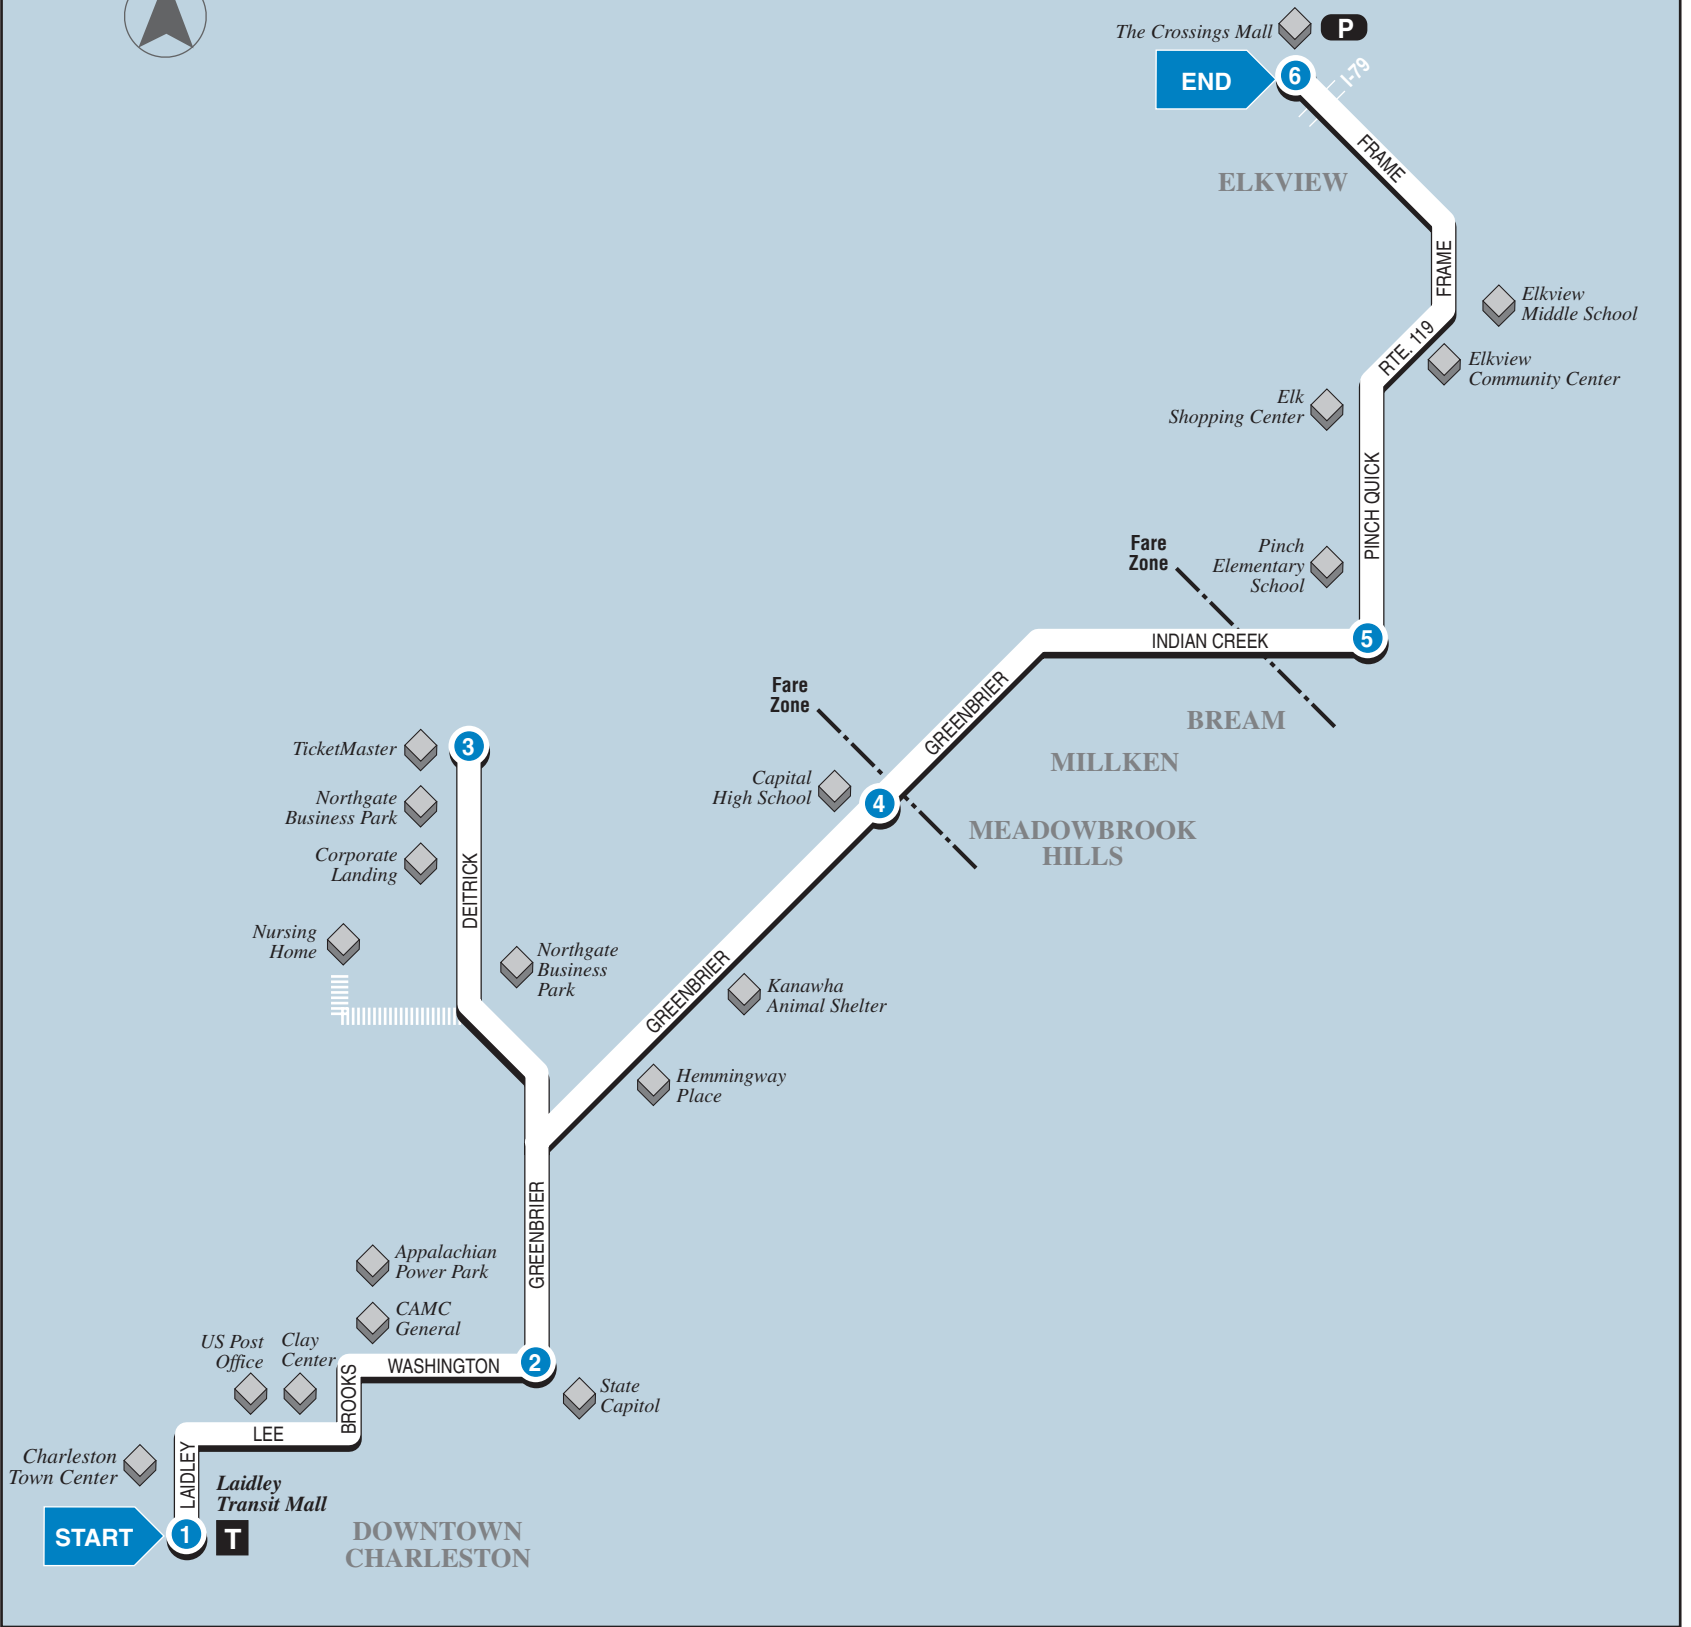 The Crossings Mall
P
END
6
I-79
FRAME
ELKVIEW
FRAME
Elkview
Middle School
RTE. 119
Elkview
Community Center
Elk
Shopping Center
PINCH QUICK
Fare
Zone
Pinch
Elementary
School
5
INDIAN CREEK
Fare
Zone
GREENBRIER
BREAM
MILLKEN
TicketMaster
3
Capital
High School
4
Northgate
Business Park
MEADOWBROOK
HILLS
Corporate
Landing
DEITRICK
Nursing
Home
Northgate
Business
Park
GREENBRIER
Kanawha
Animal Shelter
Hemmingway
Place
GREENBRIER
Appalachian
Power Park
CAMC
General
US Post
Office
Clay
Center
WASHINGTON
2
BROOKS
State
Capitol
LEE
Charleston
Town Center
LAIDLEY
Laidley
Transit Mall
START
1
T
DOWNTOWN
CHARLESTON